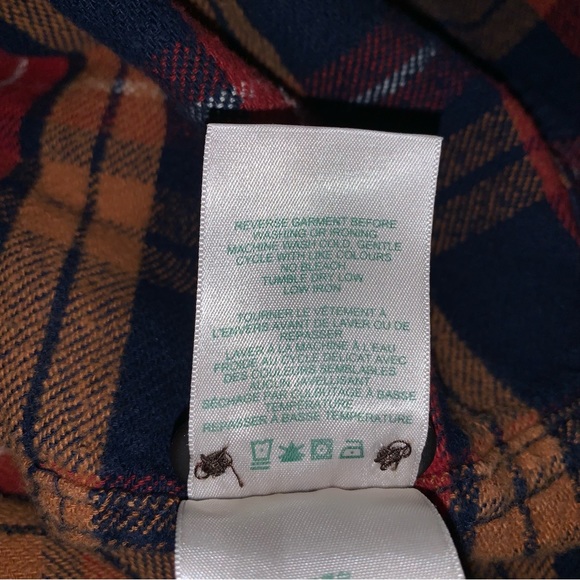 REVERSE GARMENT BEFORE
WASHING OR IRONING
MACHINE WASH COLD, GENTLE
CYCLE WITH LIKE COLOURS
NO BLEACH
TUMBLE DRY LOW
LOW IRON
TOURNER LE VÊTEMENT À
L'ENVERS AVANT DE LAVER OU DE
REPASSER
LAVER À LA MACHINE À L'EAU
FROIDE AU CYCLE DÉLICAT AVEC
DES COULEURS SEMBLABLES
AUCUN JAVELLISANT
SÉCHAGE PAR CULBUTAGE À BASSE
TEMPÉRATURE
REPASSER À BASSE TEMPÉRATURE